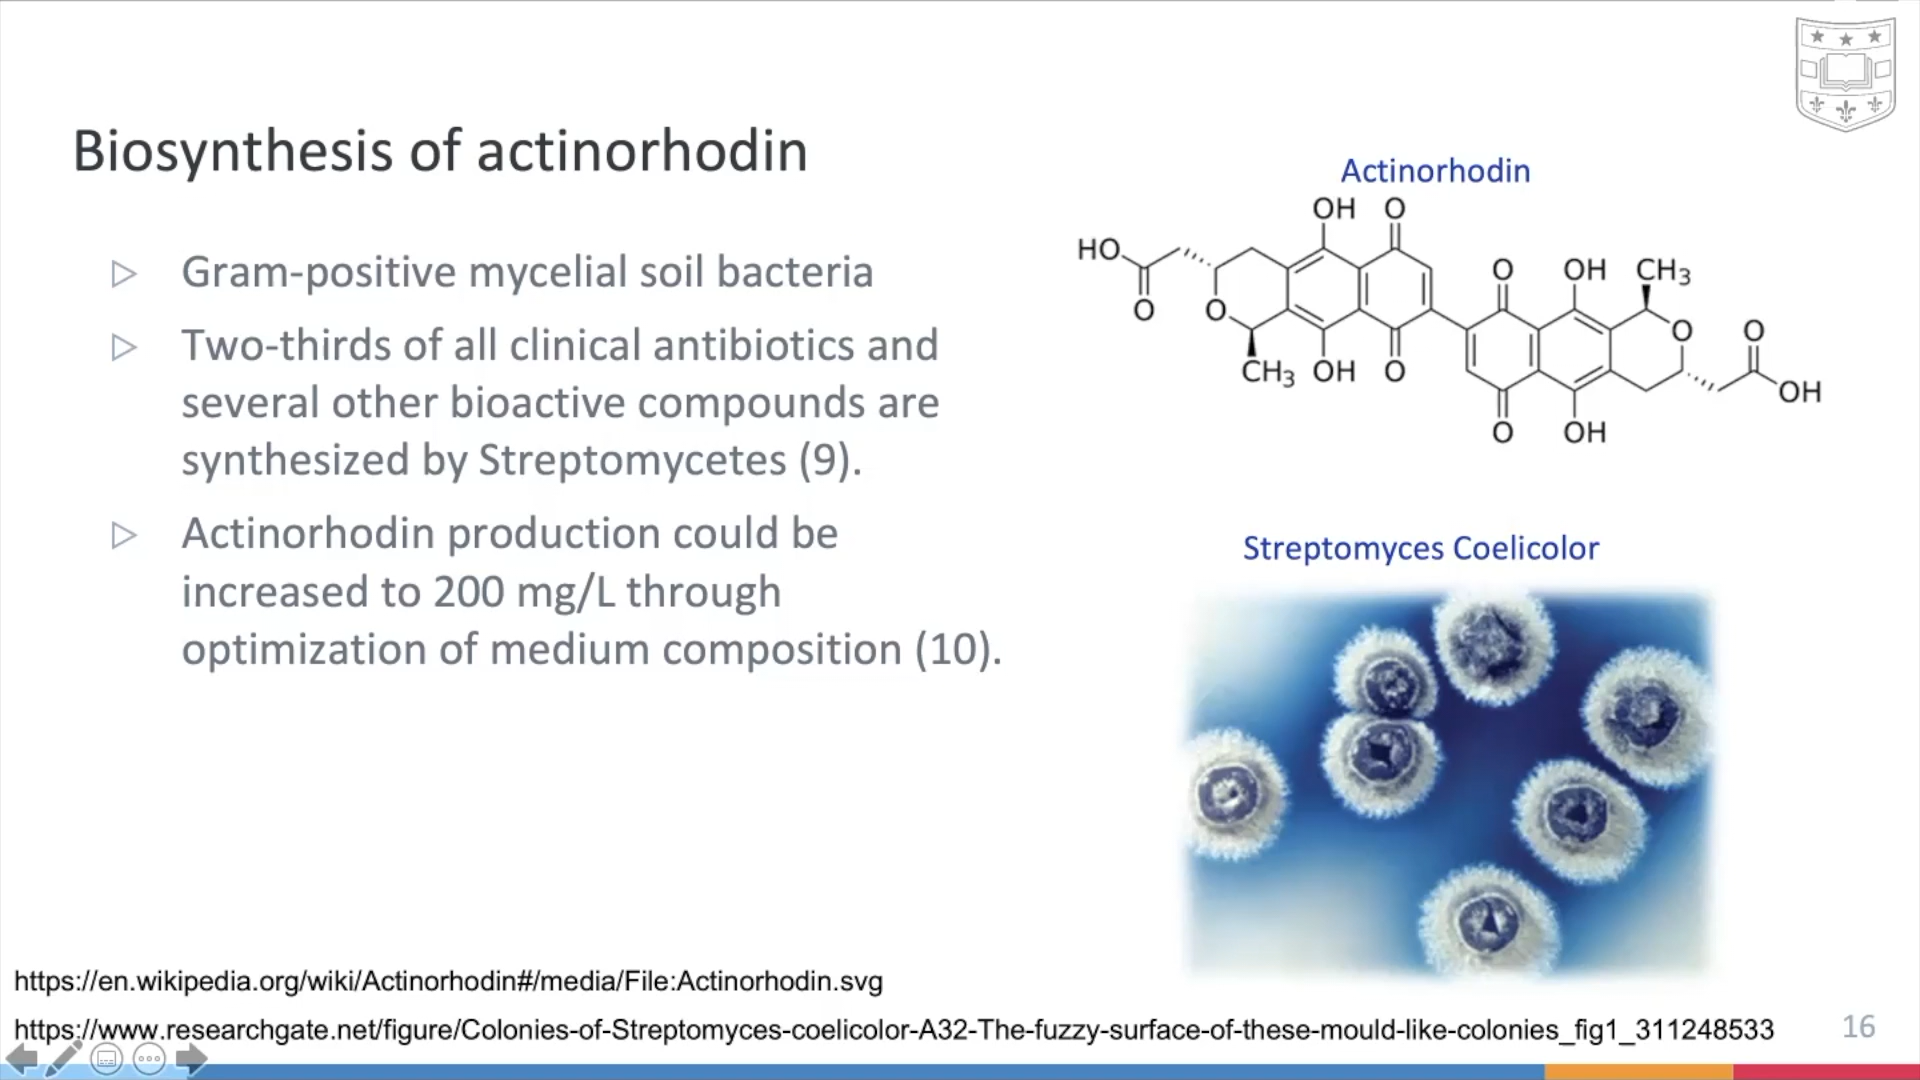 Biosynthesis of actinorhodin
Gram-positive mycelial soil bacteria
Two-thirds of all clinical antibiotics and
several other bioactive compounds are
synthesized by Streptomycetes (9).
Actinorhodin production could be
increased to 200 mg/L through
optimization of medium composition (10).
Actinorhodin
OH O
HO
O
O
CH3 OH O
O OH CH3
O
O
OH
O OH
Streptomyces Coelicolor
https://en.wikipedia.org/wiki/Actinorhodin#/media/File:Actinorhodin.svg
https://www.researchgate.net/figure/Colonies-of-Streptomyces-coelicolor-A32-The-fuzzy-surface-of-these-mould-like-colonies_fig1_311248533
16